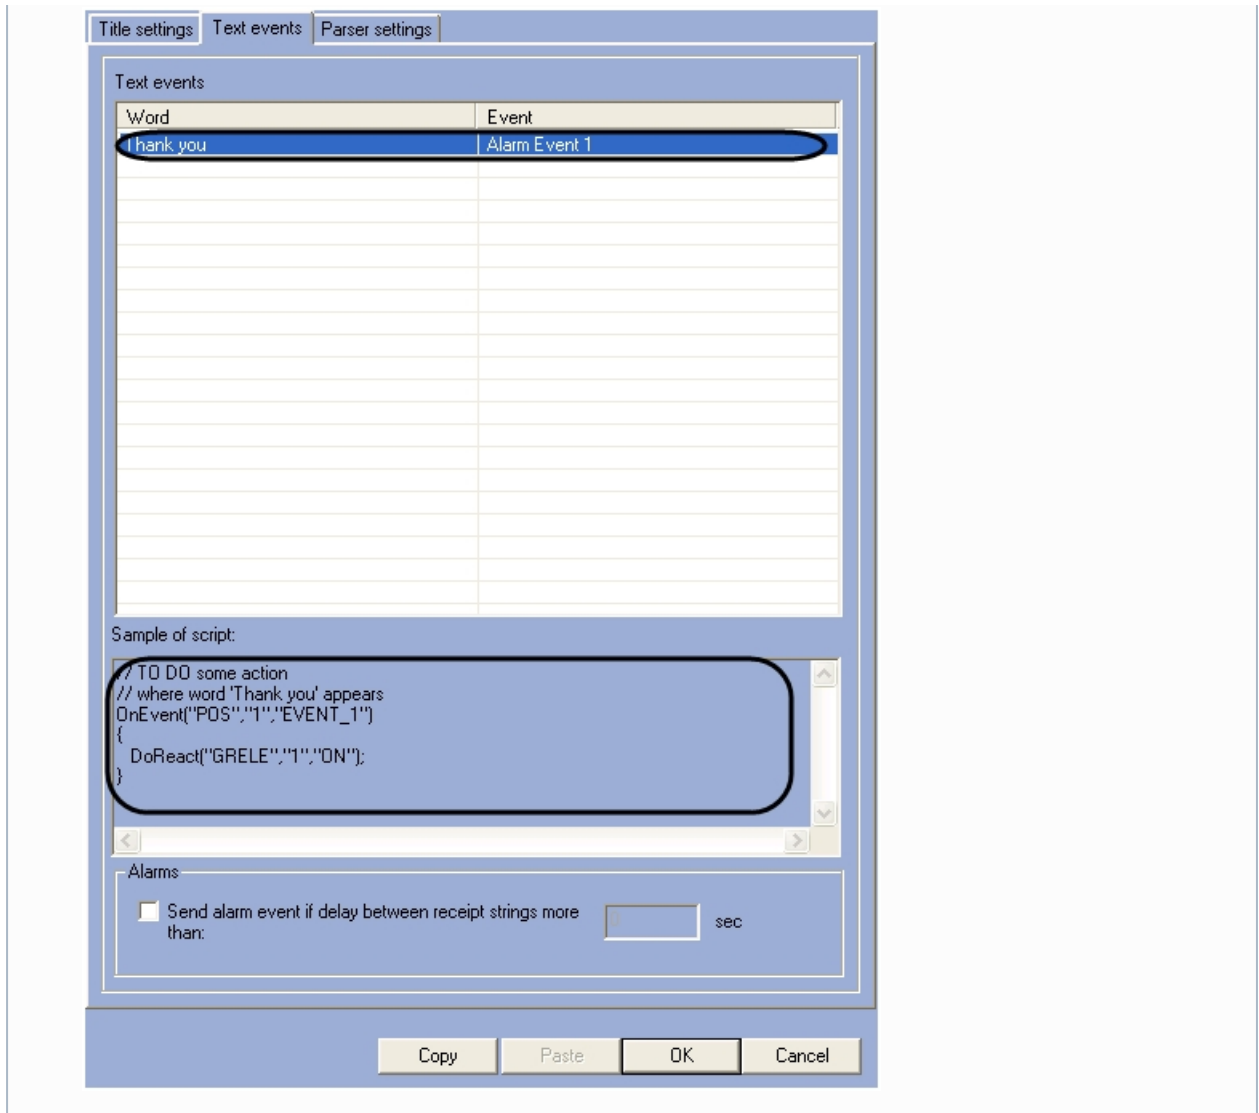 Title settings Text events Parser settings
Text events
Word Event
Thank you Alarm Event 1
Sample of script:
// TO DO some action
// where word 'Thank you' appears
OnEvent("POS","1","EVENT_1")
{
DoReact("GRELE","1","ON");
}
Alarms
Send alarm event if delay between receipt strings more
than: sec
Copy Paste OK Cancel